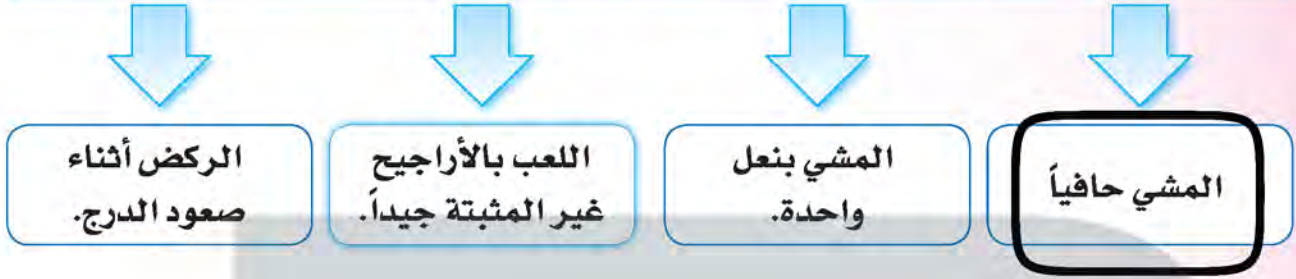 المشي حافياً
المشي بنعل
واحدة.
اللعب بالأراجيح
غير المثبتة جيداً.
الركض أثناء
صعود الدرج.